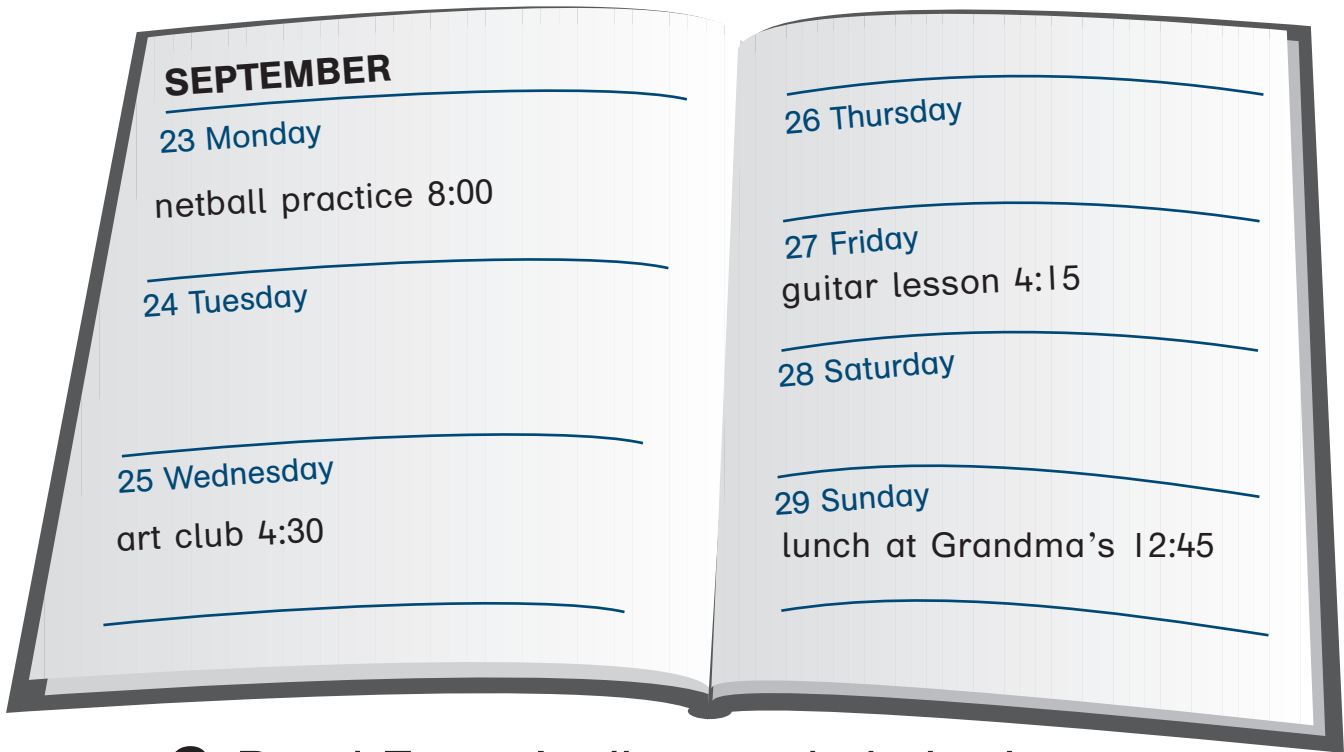 SEPTEMBER
23 Monday
netball practice 8:00
24 Tuesday
25 Wednesday
art club 4:30
26 Thursday
27 Friday
guitar lesson 4:15
28 Saturday
29 Sunday
lunch at Grandma's 12:45